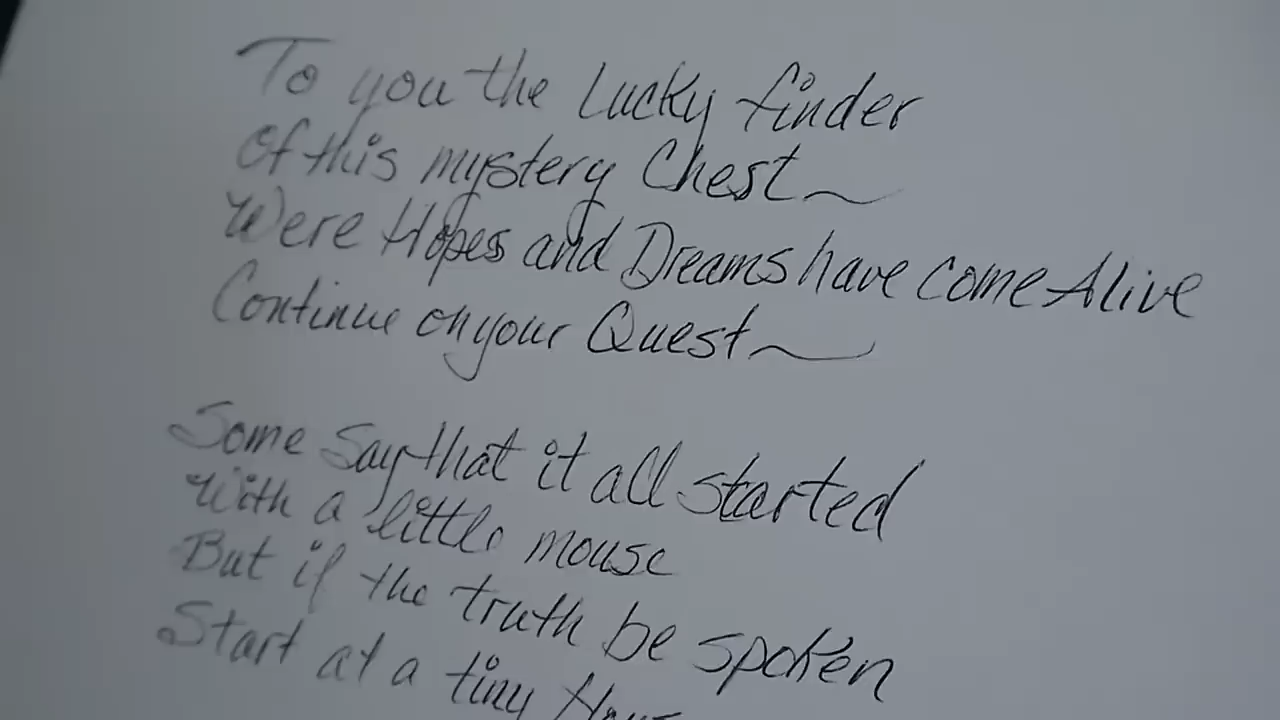 To you the Lucky finder
Of this mystery Chest
Were Hopes and Dreams have come Alive
Continue on your Quest
Some Say that it all started
With a little mouse
But if the truth be spoken
Start at a tiny